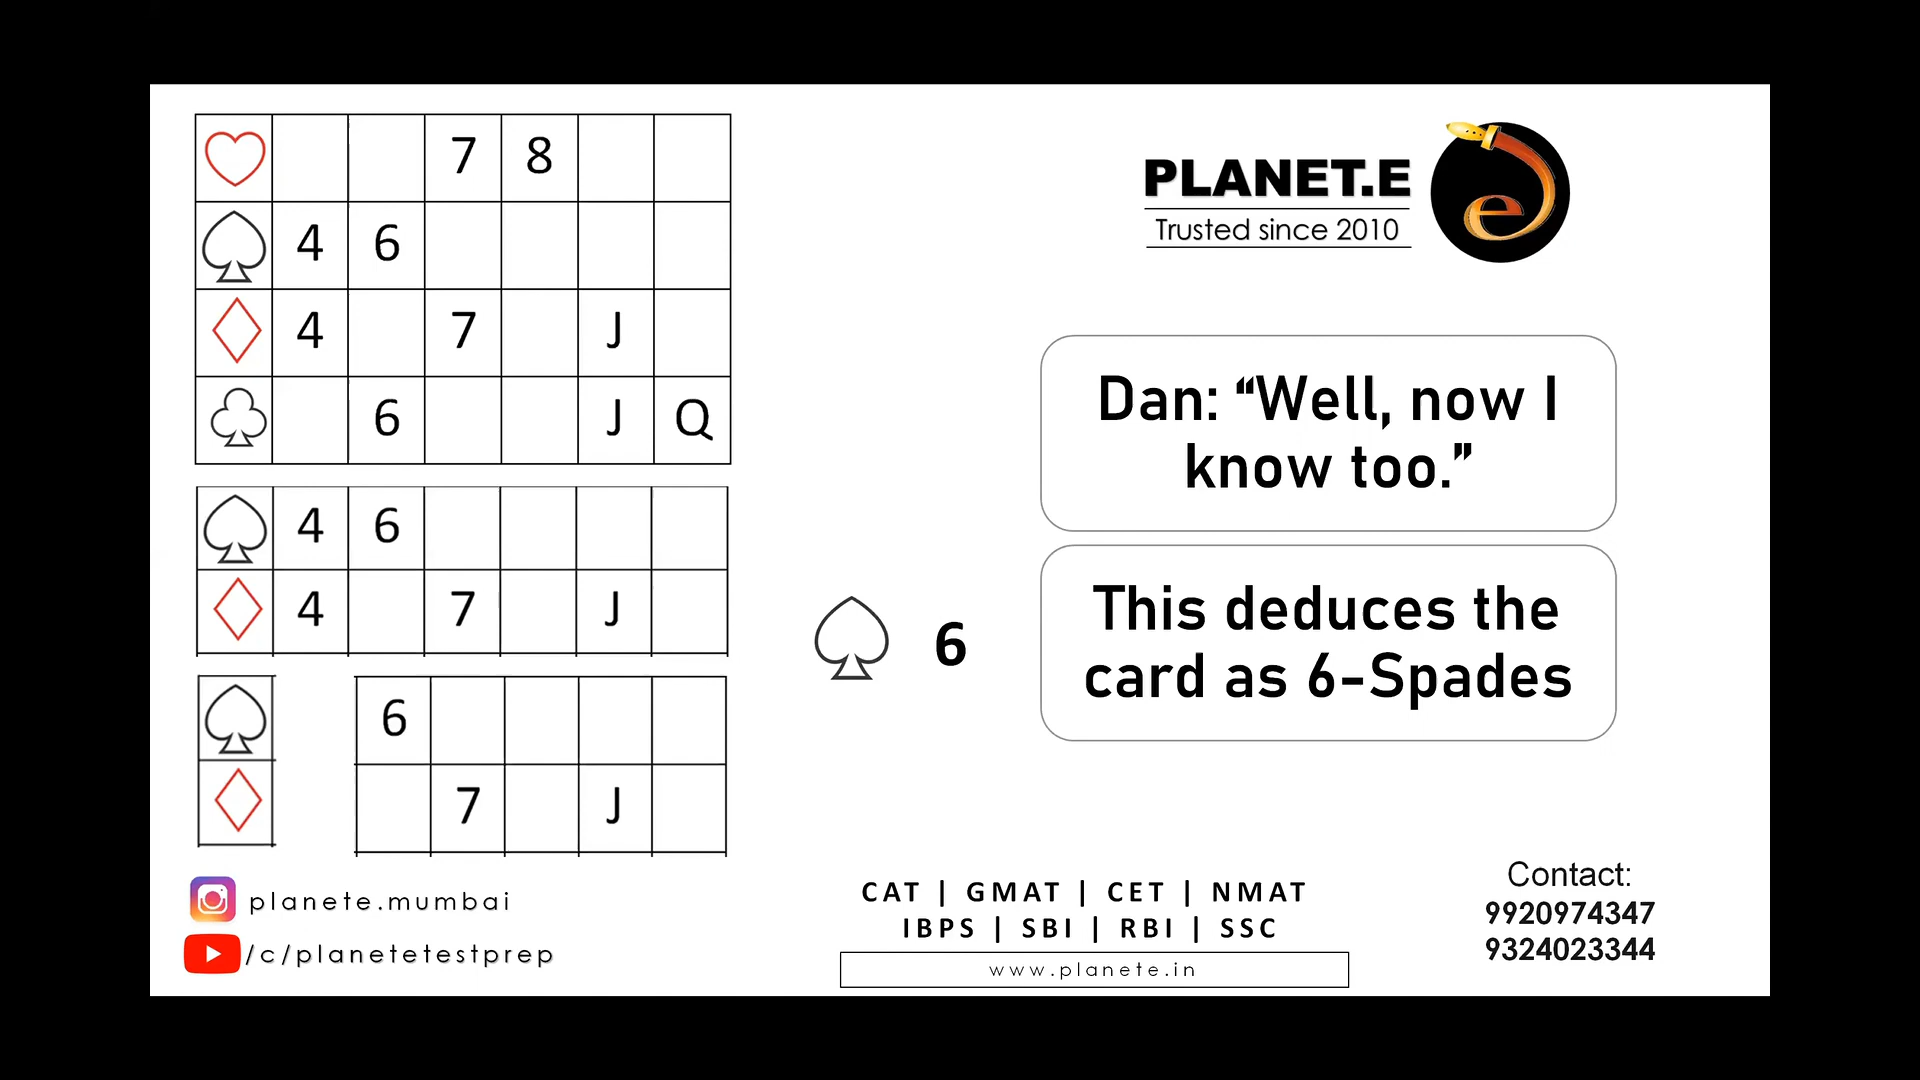 7 8
4 6
4 7 J
6 J Q
4 6
4 7 J
6
7 J
6
PLANET.E
Trusted since 2010
e
Dan: “Well, now I
know too.”
This deduces the
card as 6-Spades
planete.mumbai
/c/planetetestprep
CAT | GMAT | CET | NMAT
IBPS | SBI | RBI | SSC
www.planete.in
Contact:
9920974347
9324023344